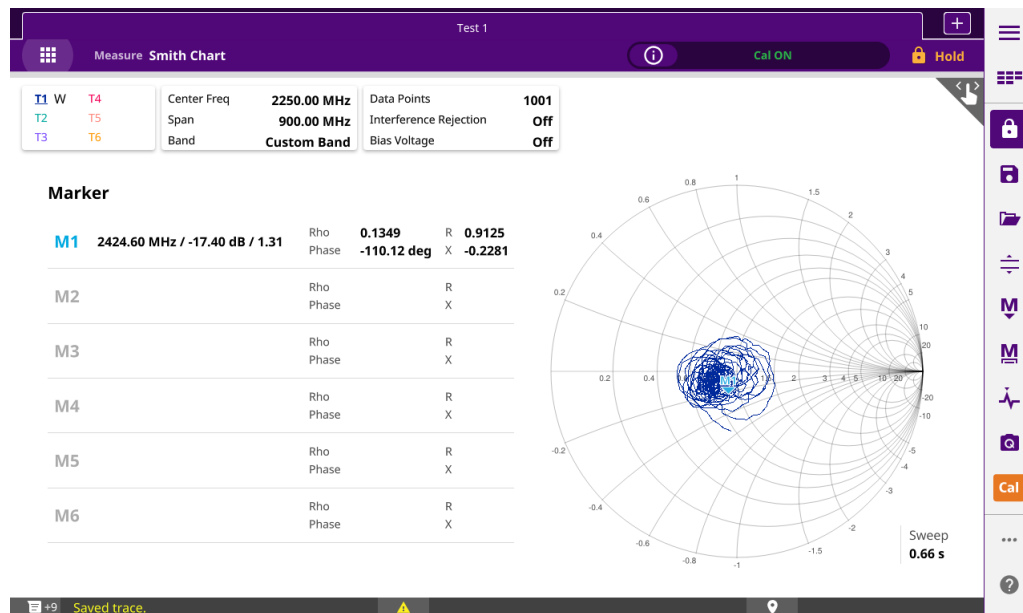 Test 1
+
Measure Smith Chart
Cal ON
Hold
T1 W T4
T2 T5
T3 T6
Center Freq 2250.00 MHz
Span 900.00 MHz
Band Custom Band
Data Points 1001
Interference Rejection Off
Bias Voltage Off
Marker
M1 2424.60 MHz / -17.40 dB / 1.31
Rho 0.1349 R 0.9125
Phase -110.12 deg X -0.2281
M2
Rho R
Phase X
M3
Rho R
Phase X
M4
Rho R
Phase X
M5
Rho R
Phase X
M6
Rho R
Phase X
1
0.8
1.5
0.6
2
0.4
3
4
0.2
5
10
20
0.2 0.4 2 3 4 5 10 20
M1
-20
-10
-0.2
-5
-4
-3
-0.4
-2
-0.6
-1.5
-0.8
-1
Sweep
0.66 s
M
M
Cal
+9 Saved trace.
?